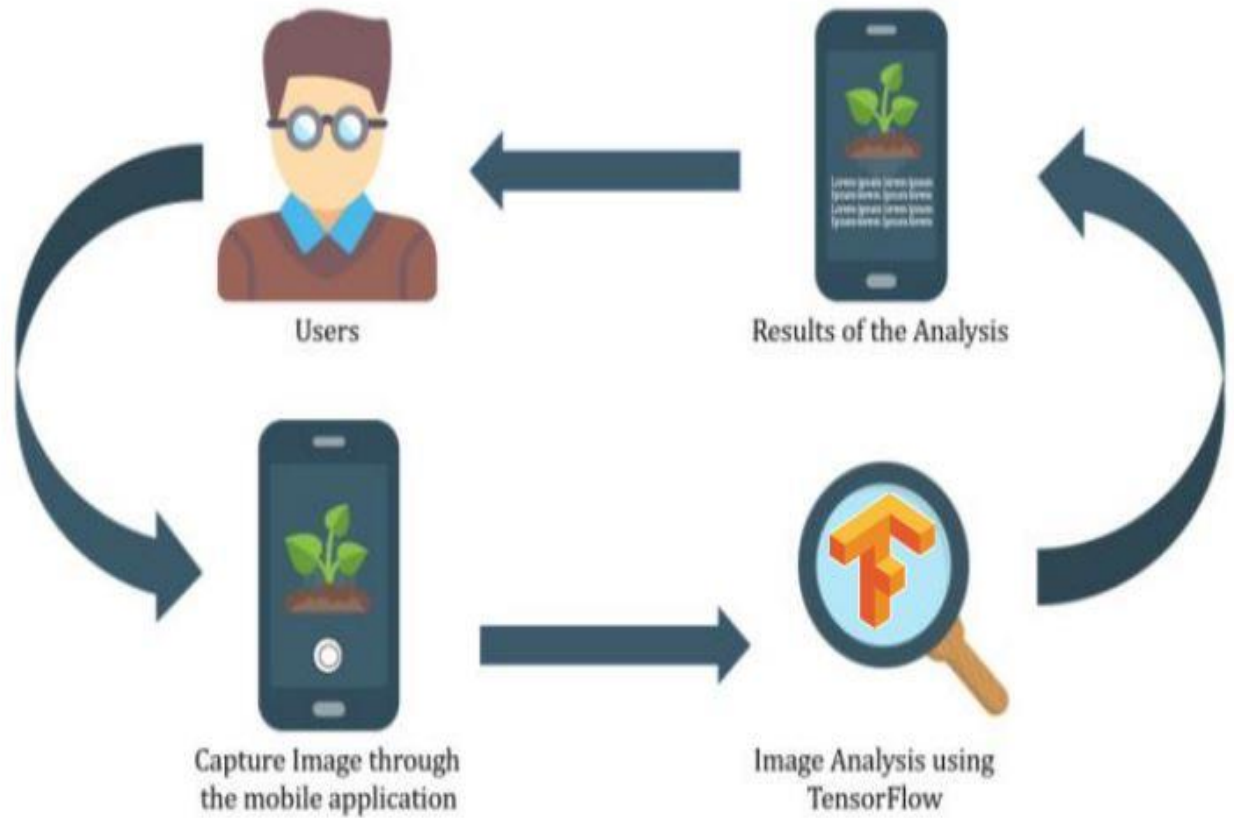 Users
Results of the Analysis
Capture Image through
the mobile application
Image Analysis using
TensorFlow